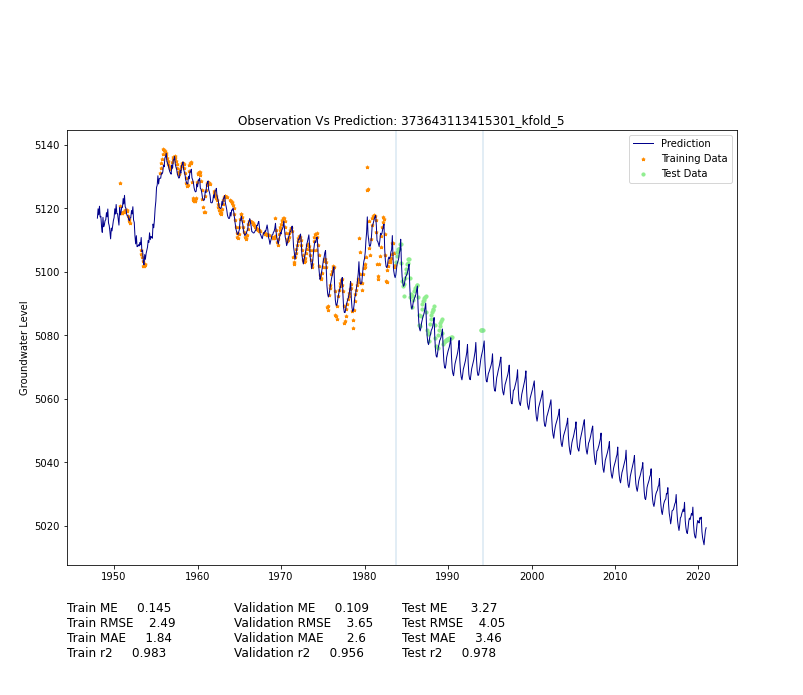 Observation Vs Prediction: 373643113415301_kfold_5
Prediction
Training Data
Test Data
Groundwater Level
5140
5120
5100
5080
5060
5040
5020
1950 1960 1970 1980 1990 2000 2010 2020
Train ME 0.145 Validation ME 0.109 Test ME 3.27
Train RMSE 2.49 Validation RMSE 3.65 Test RMSE 4.05
Train MAE 1.84 Validation MAE 2.6 Test MAE 3.46
Train r2 0.983 Validation r2 0.956 Test r2 0.978